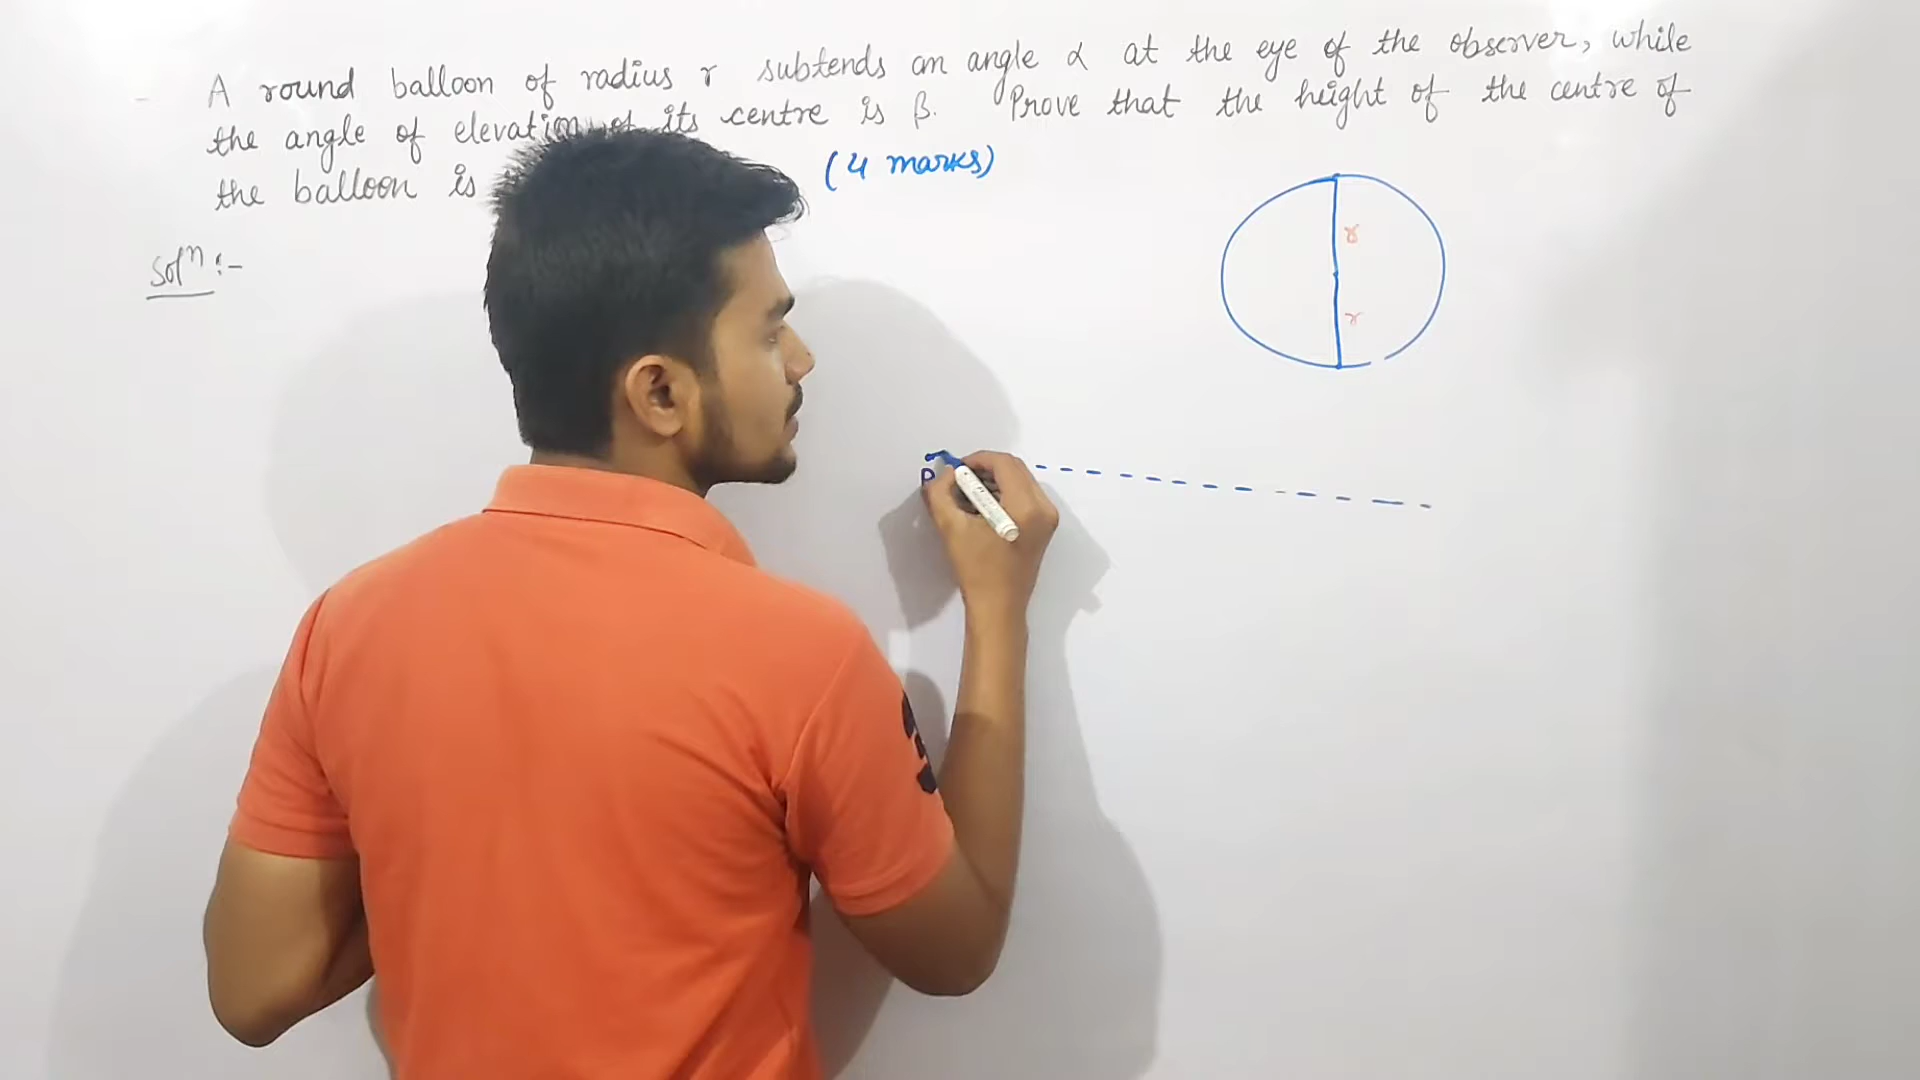 A round balloon of radius r subtends an angle α at the eye of the observer, while
the angle of elevation of its centre is β. Prove that the height of the centre of
the balloon is
(4 marks)
Solⁿ :-
r
r
P